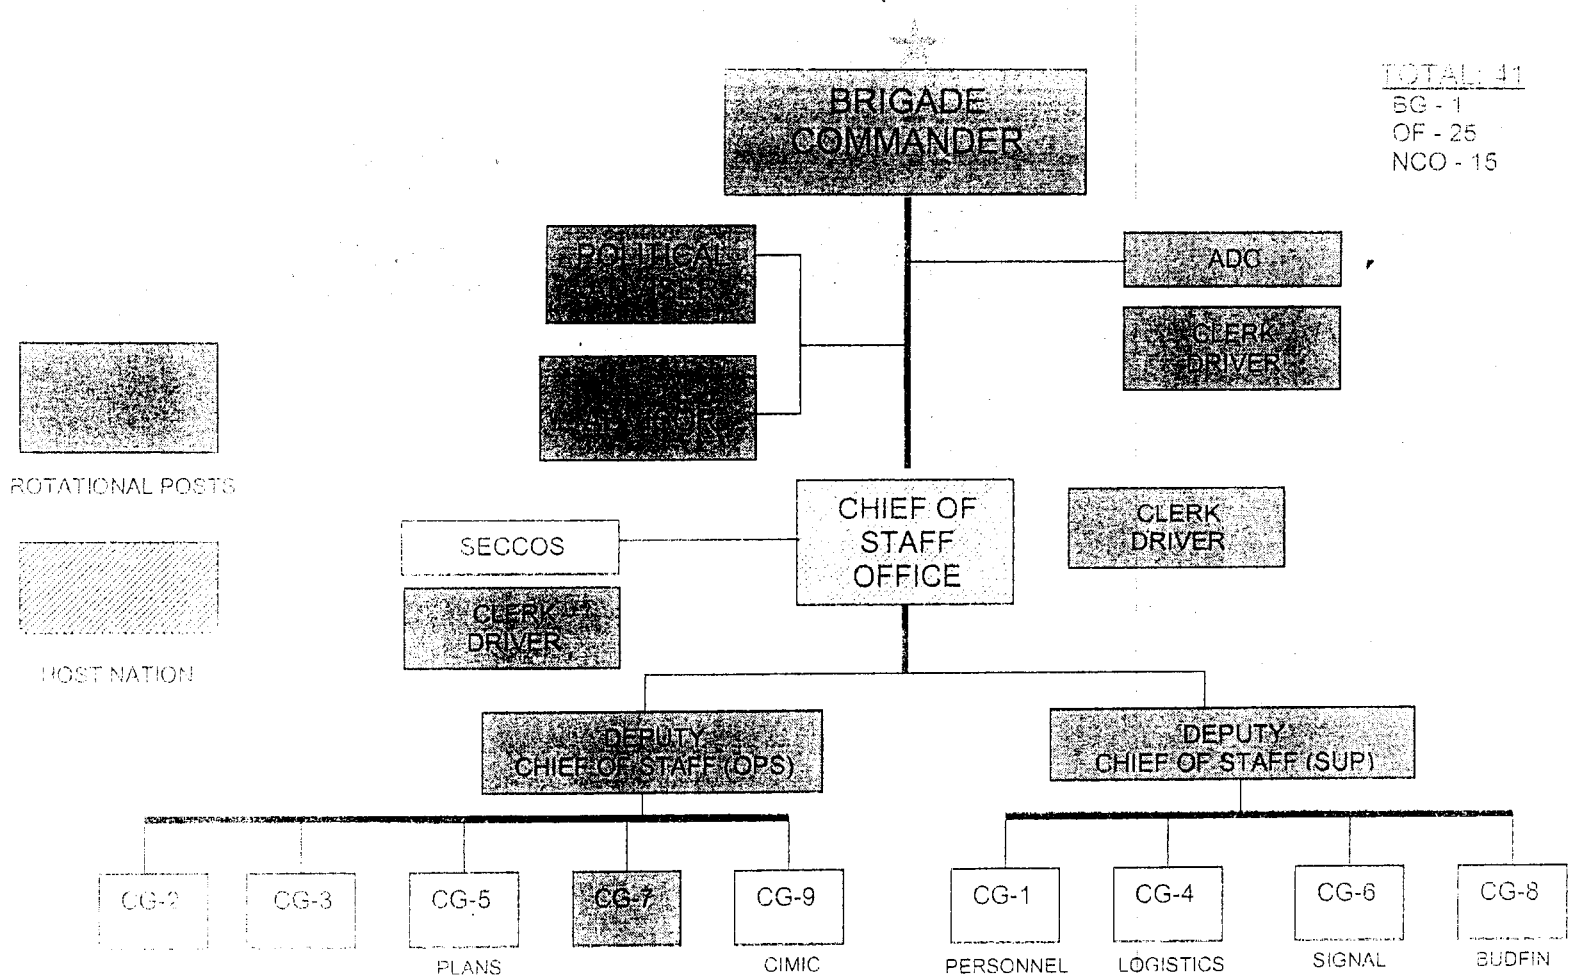 TOTAL: 41
BG - 1
OF - 25
NCO - 15
BRIGADE
COMMANDER
POLITICAL
ADC
CLERK
DRIVER
ROTATIONAL POSTS
CHIEF OF
STAFF
OFFICE
CLERK
DRIVER
SECCOS
CLERK
DRIVER
HOST NATION
DEPUTY
CHIEF OF STAFF (OPS)
DEPUTY
CHIEF OF STAFF (SUP)
CG-2
CG-3
CG-5
CG-7
CG-9
CG-1
CG-4
CG-6
CG-8
PLANS
CIMIC
PERSONNEL
LOGISTICS
SIGNAL
BUDFIN